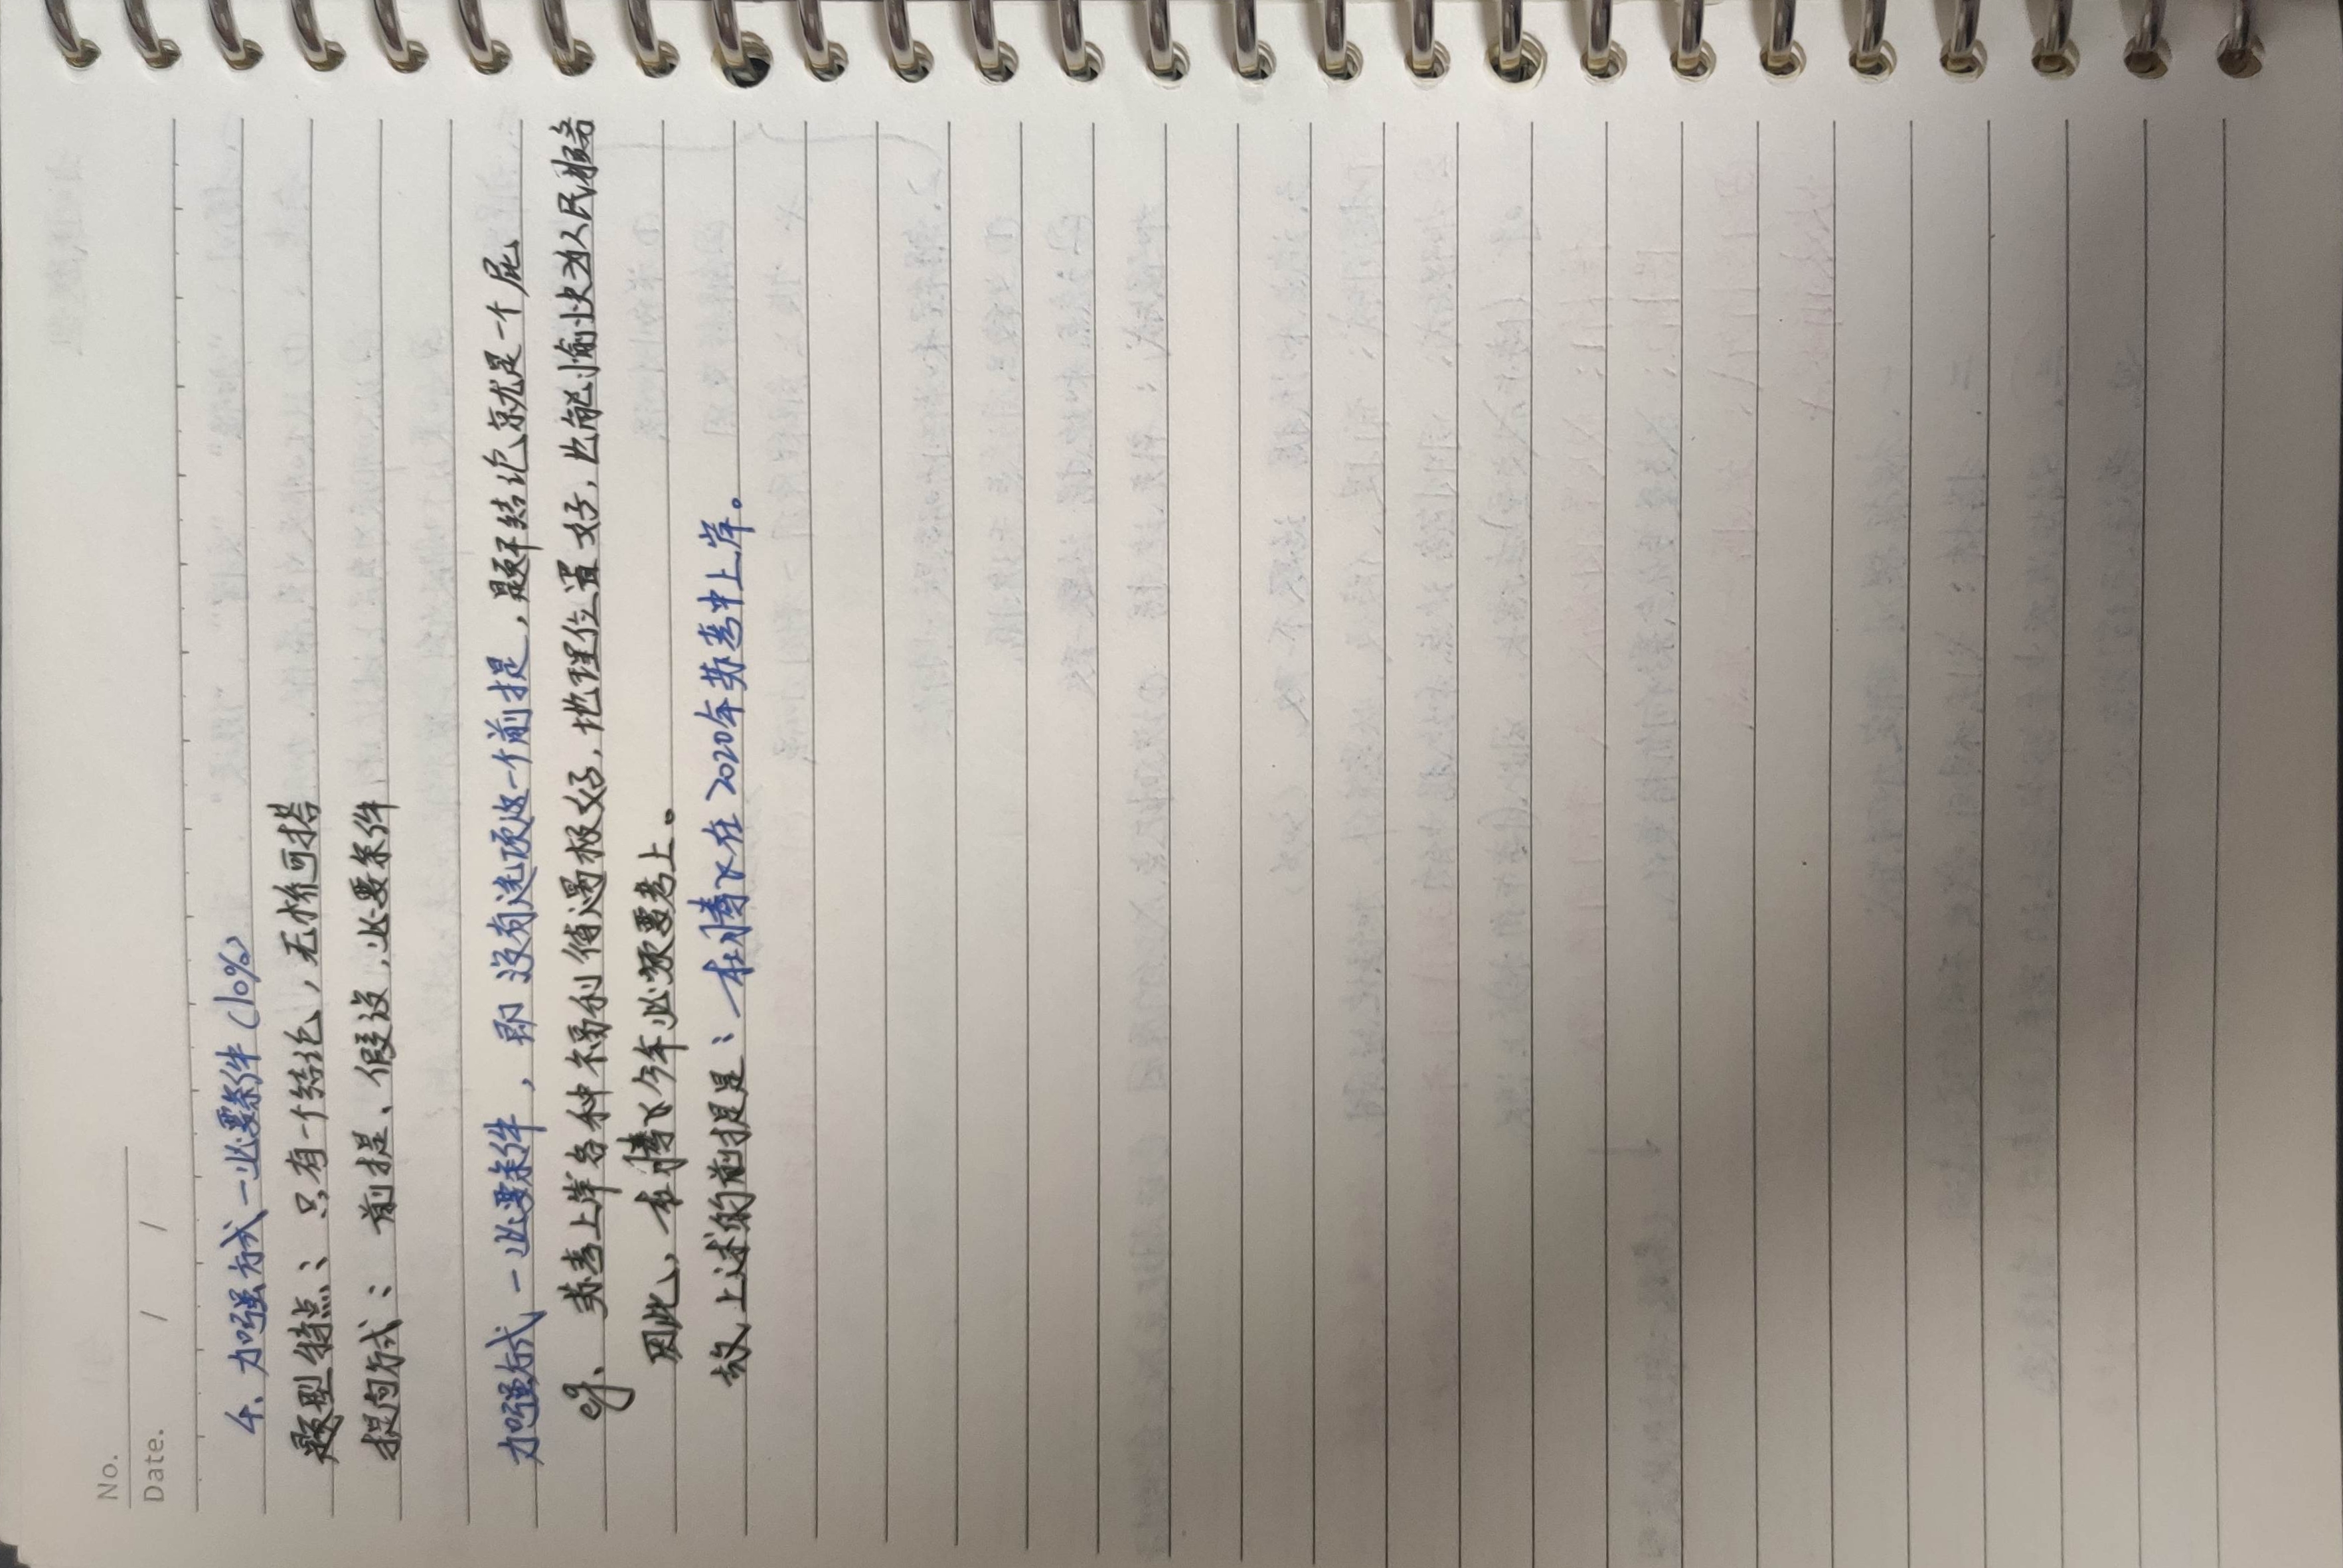 No.
Date. / /
4、加强方式—必要条件(10%)
题型特点：只有一个结论，无桥可搭
提问方式：前提、假设，必要条件
加强方式—必要条件，即没有选项这一个前提，题干结论就是一个屁
eg. 苏考上岸各种福利待遇极好，地理位置好，也能愉快为人民服务
因此，杜腾飞今年必须要考上。
故上述的前提是：杜腾飞在2020年苏考中上岸。